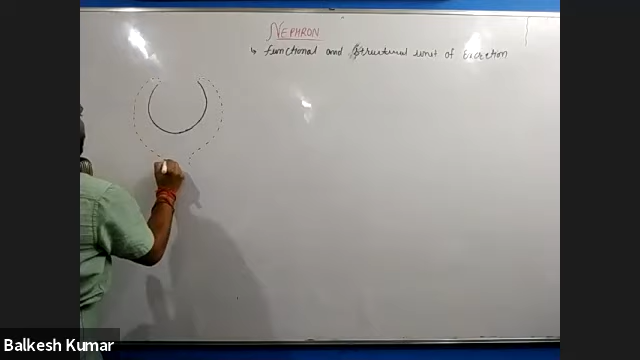 NEPHRON
↳ functional and structural unit of Excretion
Balkesh Kumar